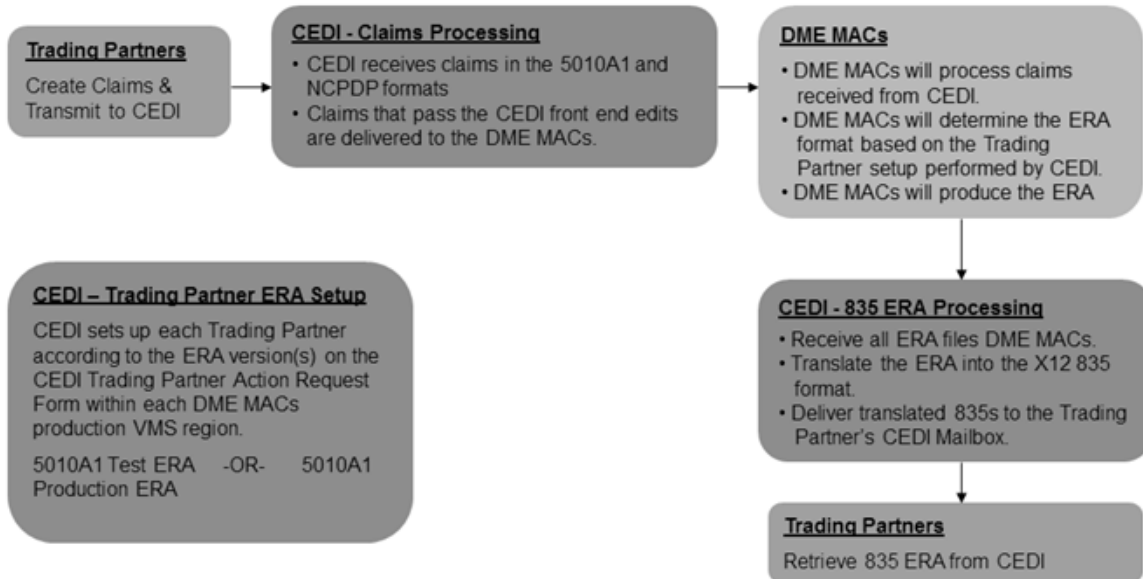 Trading Partners
Create Claims &
Transmit to CEDI
CEDI - Claims Processing
• CEDI receives claims in the 5010A1 and
NCPDP formats
• Claims that pass the CEDI front end edits
are delivered to the DME MACs.
DME MACs
• DME MACs will process claims
received from CEDI.
• DME MACs will determine the ERA
format based on the Trading
Partner setup performed by CEDI.
• DME MACs will produce the ERA
CEDI – Trading Partner ERA Setup
CEDI sets up each Trading Partner
according to the ERA version(s) on the
CEDI Trading Partner Action Request
Form within each DME MACs
production VMS region.
5010A1 Test ERA -OR- 5010A1
Production ERA
CEDI - 835 ERA Processing
• Receive all ERA files DME MACs.
• Translate the ERA into the X12 835
format.
• Deliver translated 835s to the Trading
Partner's CEDI Mailbox.
Trading Partners
Retrieve 835 ERA from CEDI